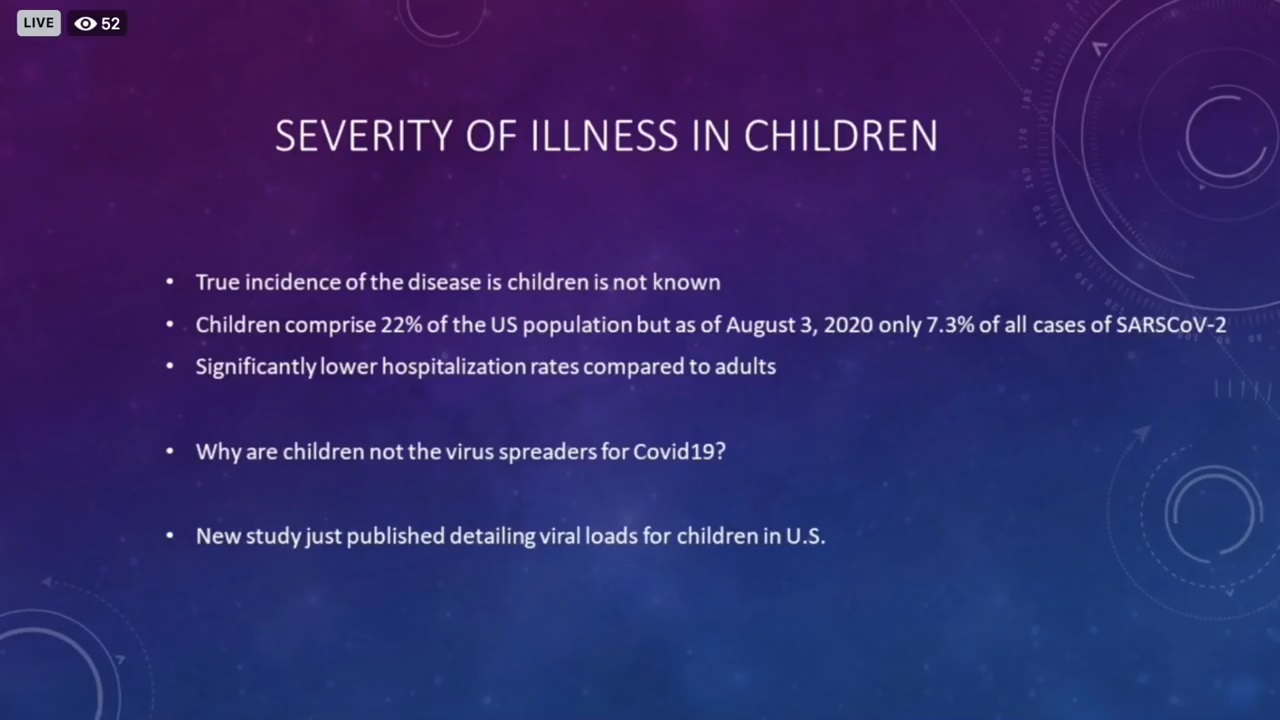 LIVE 52
SEVERITY OF ILLNESS IN CHILDREN
• True incidence of the disease is children is not known
• Children comprise 22% of the US population but as of August 3, 2020 only 7.3% of all cases of SARSCoV-2
• Significantly lower hospitalization rates compared to adults
• Why are children not the virus spreaders for Covid19?
• New study just published detailing viral loads for children in U.S.